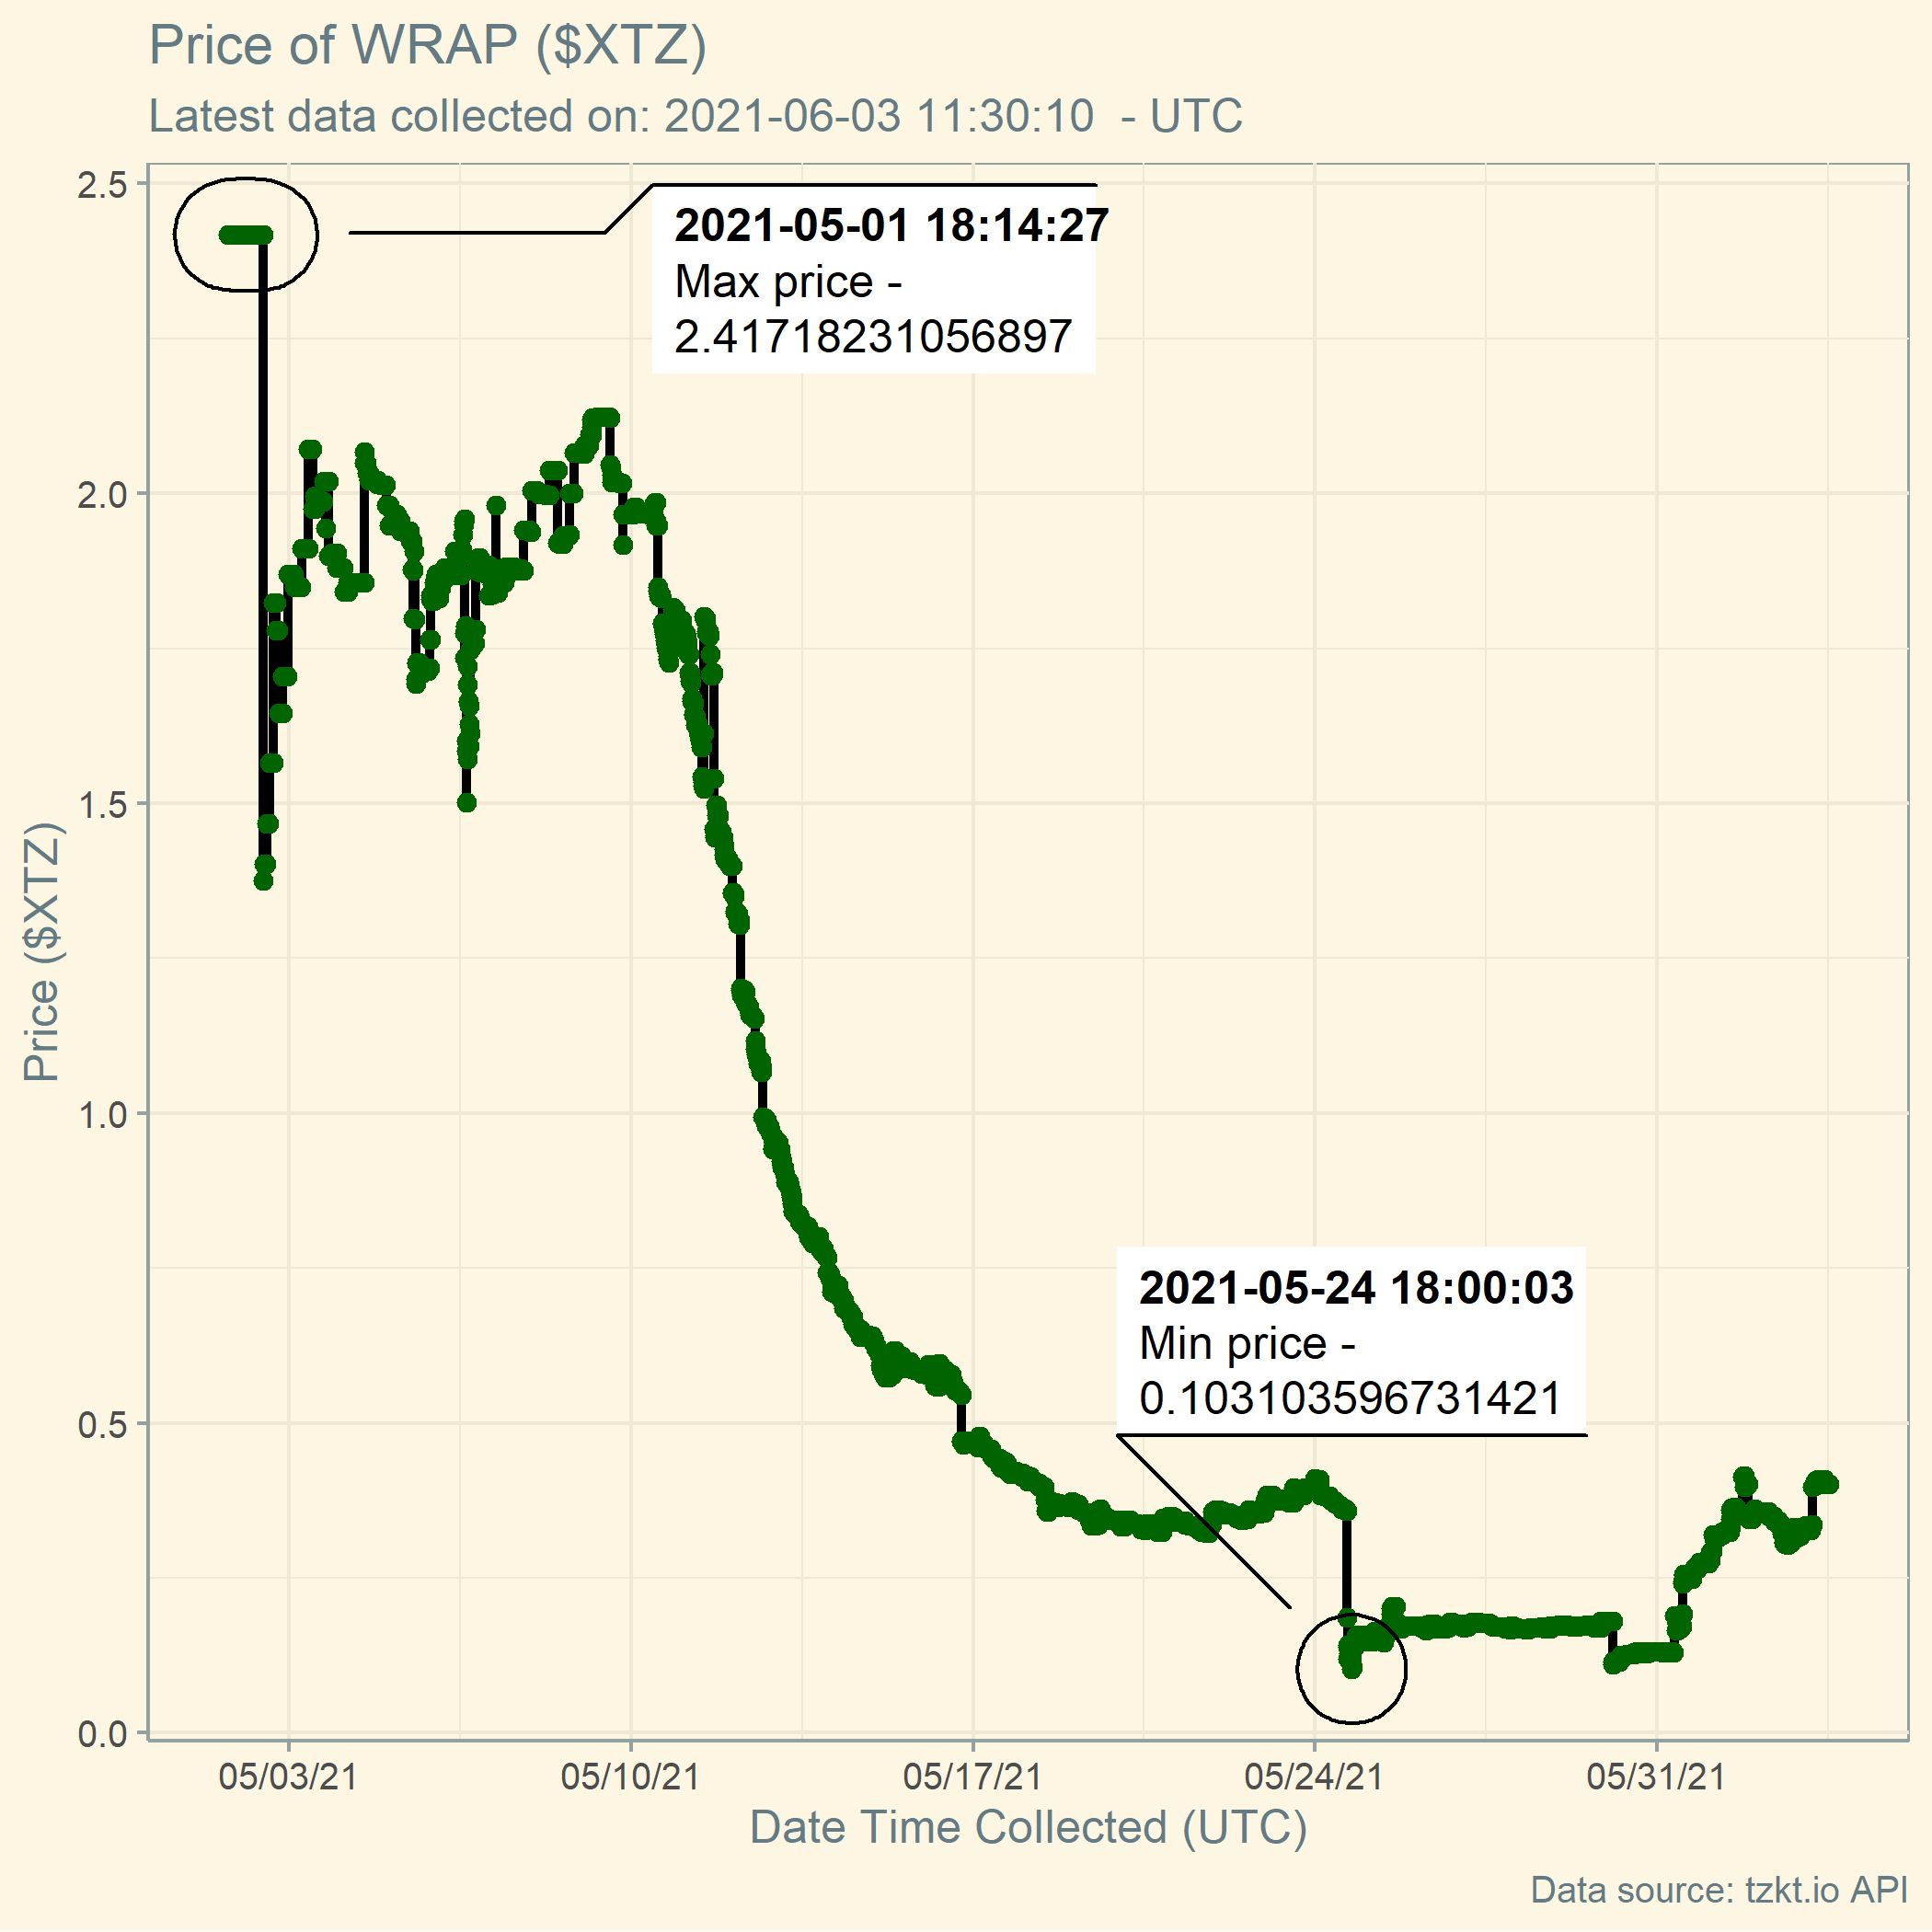 Price of WRAP ($XTZ)
Latest data collected on: 2021-06-03 11:30:10  - UTC
2.5
2021-05-01 18:14:27
Max price -
2.41718231056897
2.0
1.5
Price ($XTZ)
1.0
2021-05-24 18:00:03
Min price -
0.103103596731421
0.5
0.0
05/03/21 05/10/21 05/17/21 05/24/21 05/31/21
Date Time Collected (UTC)
Data source: tzkt.io API